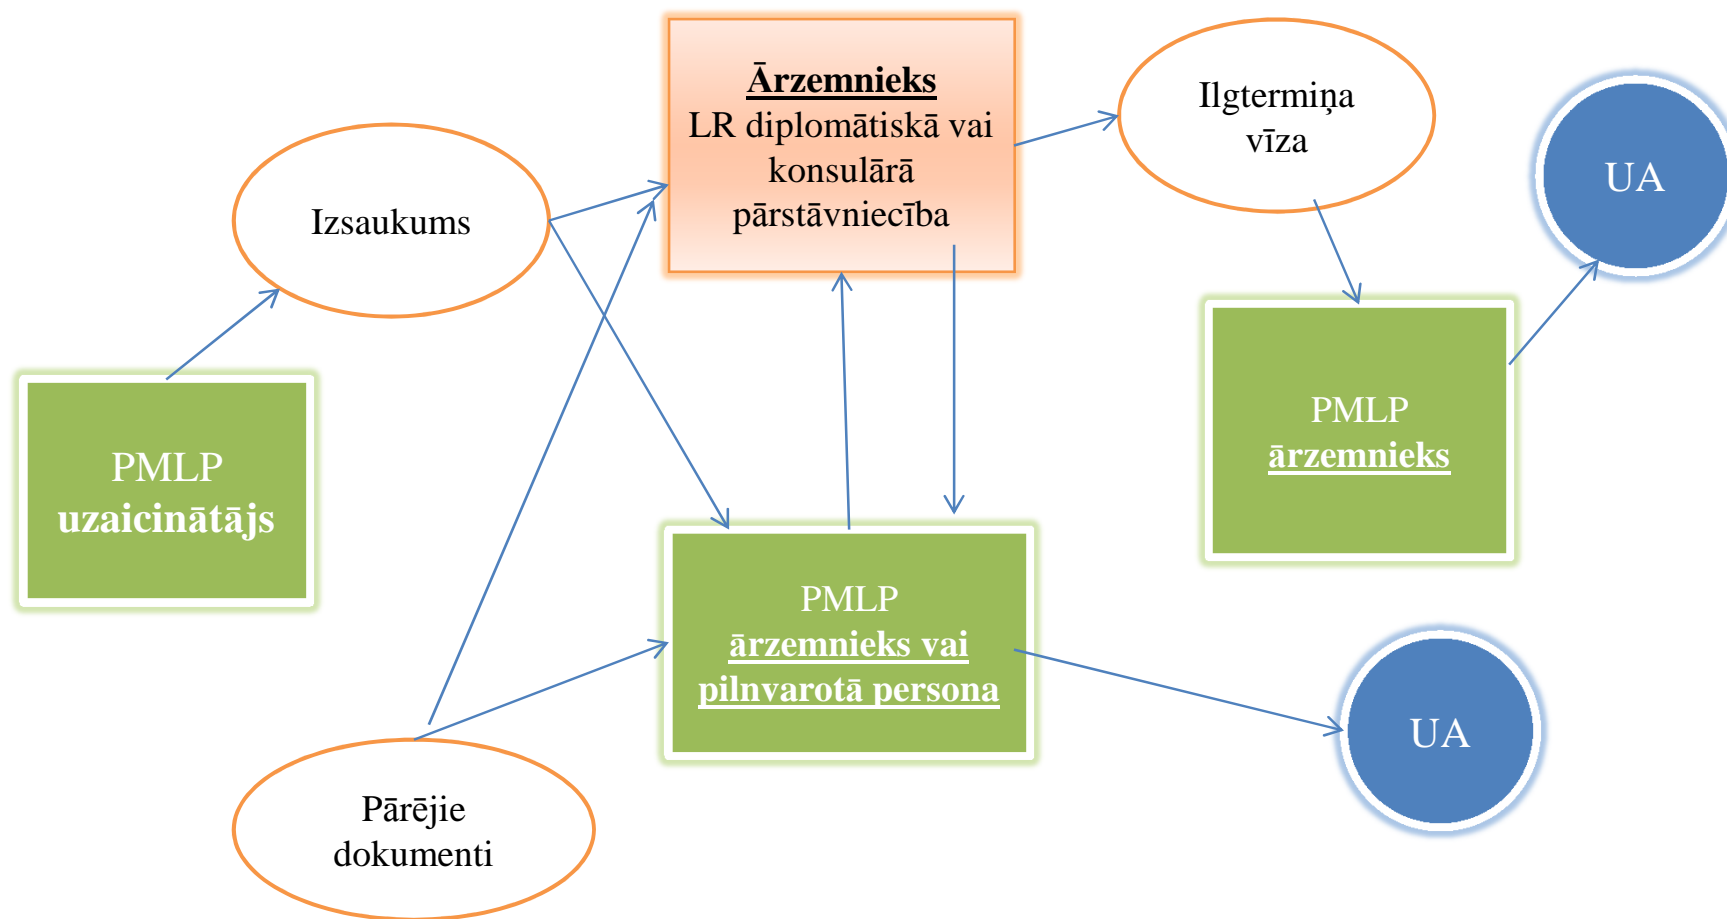 Ārzemnieks
LR diplomātiskā vai
konsulārā
pārstāvniecība
Ilgtermiņa
vīza
UA
Izsaukums
PMLP
ārzemnieks
PMLP
uzaicinātājs
PMLP
ārzemnieks vai
pilnvarotā persona
UA
Pārējie
dokumenti